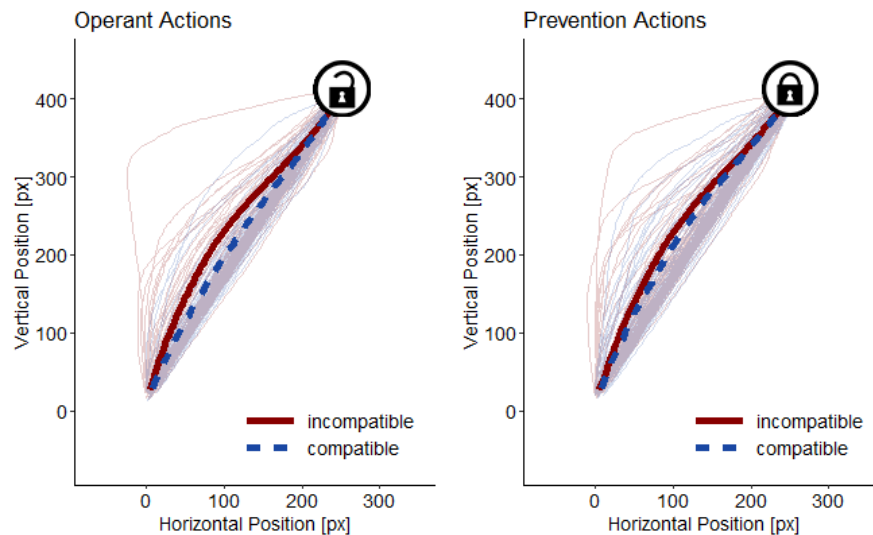 Operant Actions
Vertical Position [px]
400
300
200
100
0
incompatible
compatible
0 100 200 300
Horizontal Position [px]
Prevention Actions
Vertical Position [px]
400
300
200
100
0
incompatible
compatible
0 100 200 300
Horizontal Position [px]